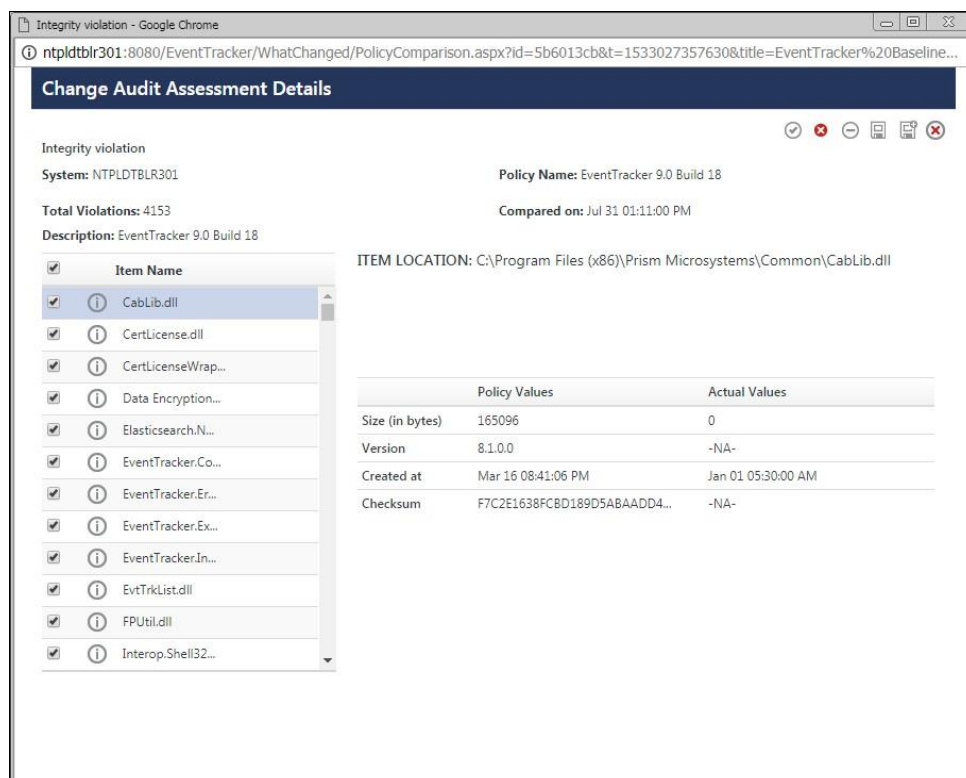 Integrity violation - Google Chrome
ntpldtblr301:8080/EventTracker/WhatChanged/PolicyComparison.aspx?id=5b6013cb&t=1533027357630&title=EventTracker%20Baseline...
Change Audit Assessment Details
Integrity violation
System: NTPLDTBLR301 Policy Name: EventTracker 9.0 Build 18
Total Violations: 4153 Compared on: Jul 31 01:11:00 PM
Description: EventTracker 9.0 Build 18
Item Name
CabLib.dll
CertLicense.dll
CertLicenseWrap...
Data Encryption...
Elasticsearch.N...
EventTracker.Co...
EventTracker.Er...
EventTracker.Ex...
EventTracker.In...
EvtTrkList.dll
FPUtil.dll
Interop.Shell32...
ITEM LOCATION: C:\Program Files (x86)\Prism Microsystems\Common\CabLib.dll
Policy Values Actual Values
Size (in bytes) 165096 0
Version 8.1.0.0 -NA-
Created at Mar 16 08:41:06 PM Jan 01 05:30:00 AM
Checksum F7C2E1638FCBD189D5ABAADD4... -NA-